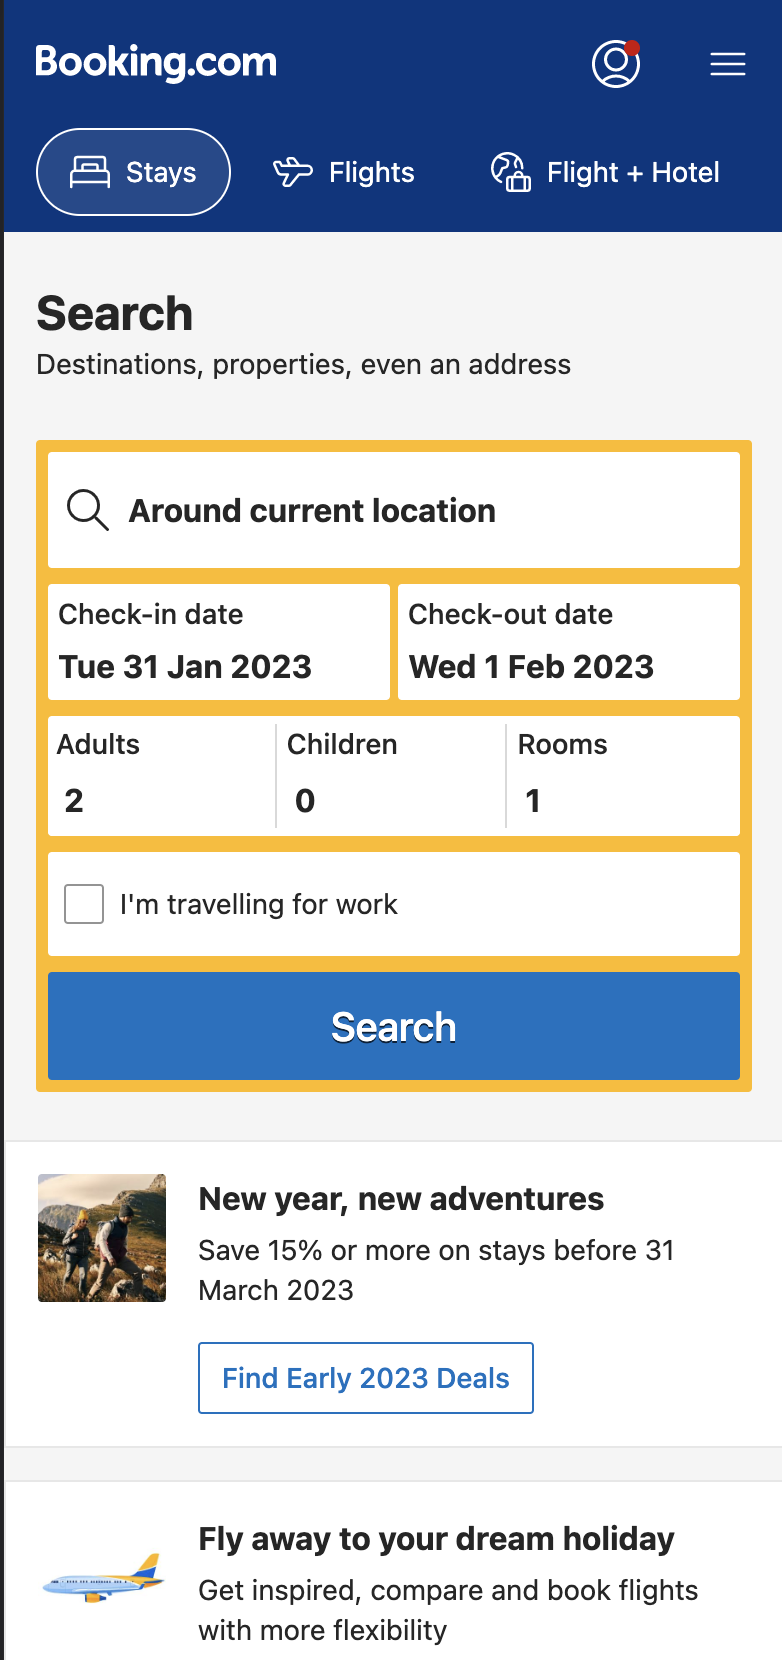 Booking.com
Stays
Flights
Flight + Hotel
Search
Destinations, properties, even an address
Around current location
Check-in date
Check-out date
Tue 31 Jan 2023
Wed 1 Feb 2023
Adults
Children
Rooms
2
0
1
I'm travelling for work
Search
New year, new adventures
Save 15% or more on stays before 31
March 2023
Find Early 2023 Deals
Fly away to your dream holiday
Get inspired, compare and book flights
with more flexibility